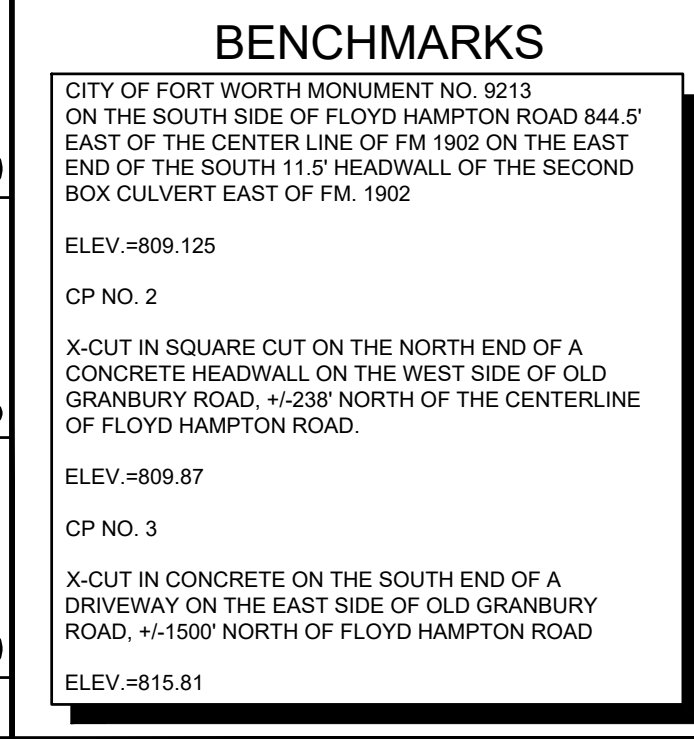 BENCHMARKS
CITY OF FORT WORTH MONUMENT NO. 9213
ON THE SOUTH SIDE OF FLOYD HAMPTON ROAD 844.5'
EAST OF THE CENTER LINE OF FM 1902 ON THE EAST
END OF THE SOUTH 11.5' HEADWALL OF THE SECOND
BOX CULVERT EAST OF FM. 1902
ELEV.=809.125
CP NO. 2
X-CUT IN SQUARE CUT ON THE NORTH END OF A
CONCRETE HEADWALL ON THE WEST SIDE OF OLD
GRANBURY ROAD, +/-238' NORTH OF THE CENTERLINE
OF FLOYD HAMPTON ROAD.
ELEV.=809.87
CP NO. 3
X-CUT IN CONCRETE ON THE SOUTH END OF A
DRIVEWAY ON THE EAST SIDE OF OLD GRANBURY
ROAD, +/-1500' NORTH OF FLOYD HAMPTON ROAD
ELEV.=815.81